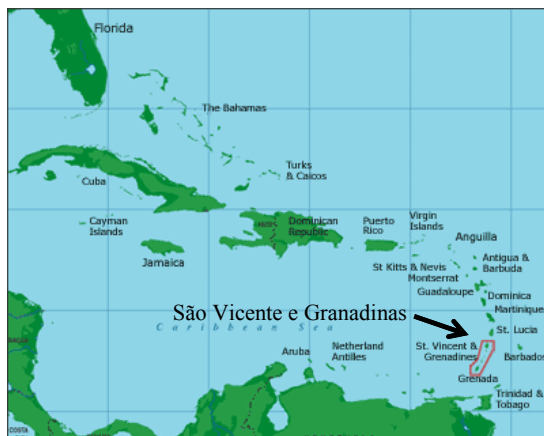 Florida
The Bahamas
Turks
& Caicos
Cuba
Cayman
Islands
Jamaica
Dominican
Republic
Puerto
Rico
Virgin
Islands
Anguilla
St Kitts & Nevis
Antigua &
Barbuda
Montserrat
Guadaloupe
Dominica
Martinique
São Vicente e Granadinas
St. Lucia
Caribbean Sea
St. Vincent &
Grenadines
Barbados
Aruba
Netherland
Antilles
Grenada
Trinidad &
Tobago
COSTA